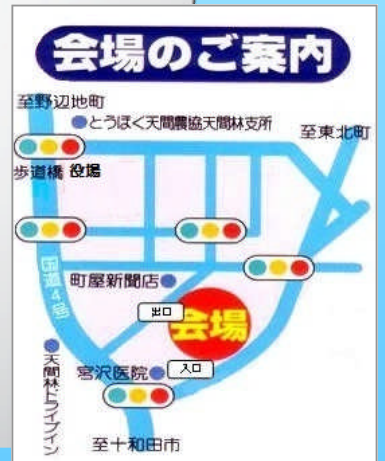 会場のご案内
至野辺地町
とうほく天間農協天間林支所
至東北町
歩道橋 役場
国道4号
町屋新聞店
出口
会場
天間林ドライブイン
宮沢医院
入口
至十和田市